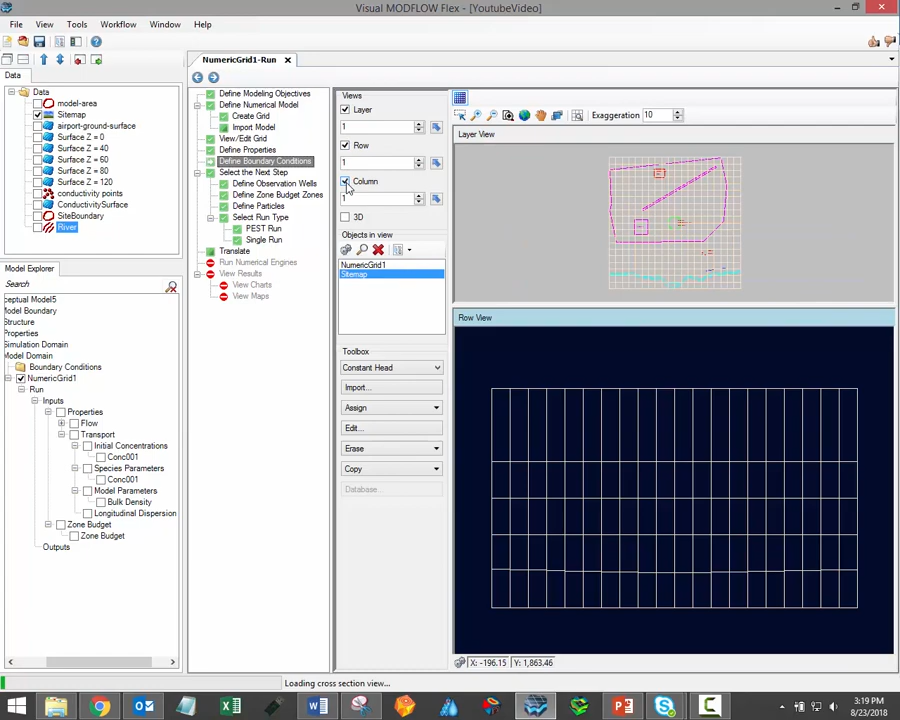 Visual MODFLOW Flex - [YoutubeVideo]
File View Tools Workflow Window Help
Data
Data
model-area
Sitemap
airport-ground-surface
Surface Z = 0
Surface Z = 40
Surface Z = 60
Surface Z = 80
Surface Z = 120
conductivity points
ConductivitySurface
SiteBoundary
River
Model Explorer
Search
ceptual Model5
Model Boundary
Structure
Properties
Simulation Domain
Model Domain
Boundary Conditions
NumericGrid1
Run
Inputs
Properties
Flow
Transport
Initial Concentrations
Conc001
Species Parameters
Conc001
Model Parameters
Bulk Density
Longitudinal Dispersion
Zone Budget
Zone Budget
Outputs
NumericGrid1-Run
Define Modeling Objectives
Define Numerical Model
Create Grid
Import Model
View/Edit Grid
Define Properties
Define Boundary Conditions
Select the Next Step
Define Observation Wells
Define Zone Budget Zones
Define Particles
Select Run Type
PEST Run
Single Run
Translate
Run Numerical Engines
View Results
View Charts
View Maps
Views
Layer
1
Row
1
Column
1
3D
Objects in view
NumericGrid1
Sitemap
Toolbox
Constant Head
Import...
Assign
Edit...
Erase
Copy
Database...
Exaggeration 10
Layer View
Row View
X: -196.15 Y: 1,863.46
Loading cross section view...
3:19 PM
8/23/2018